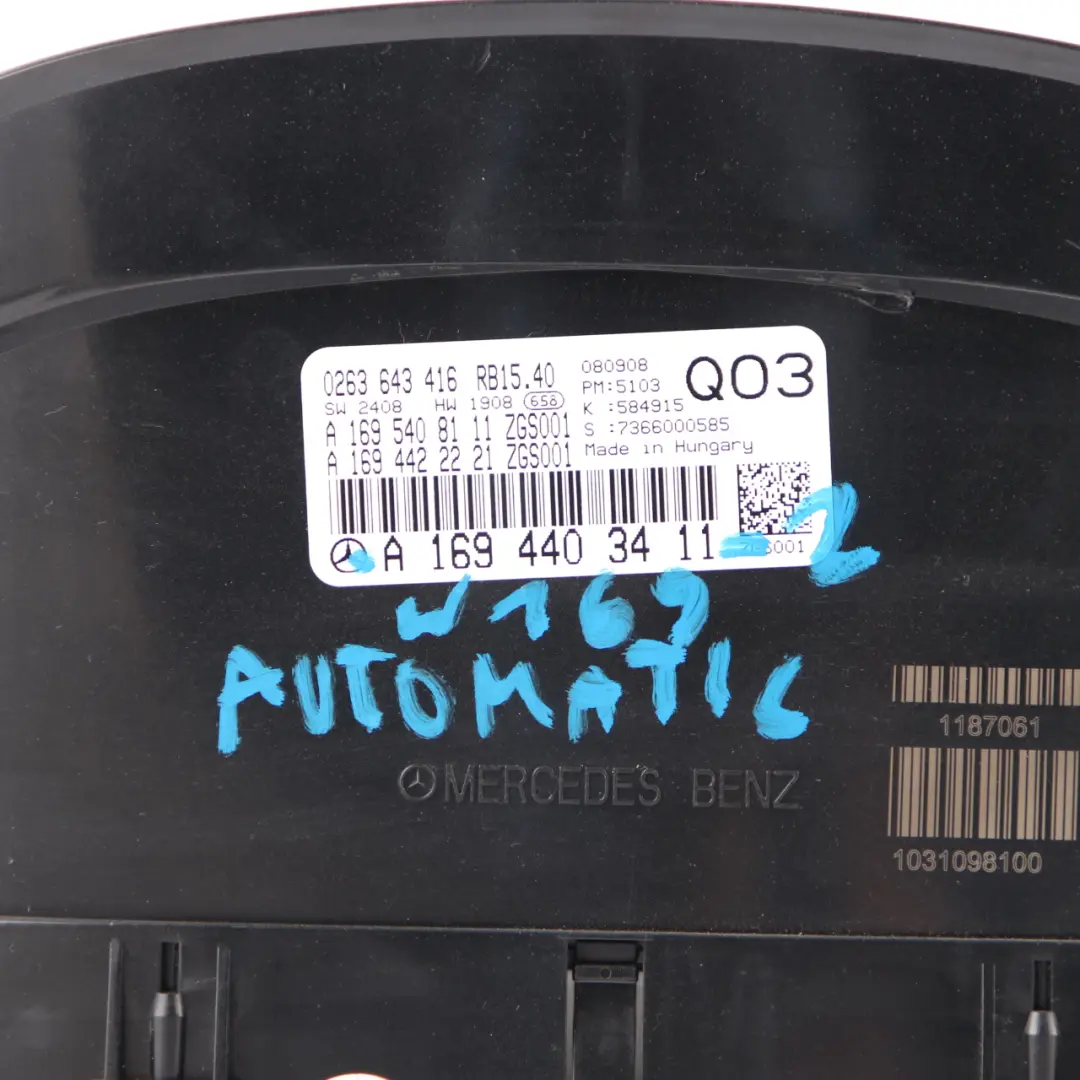 0263 643 416 RB15.40
SW 2408 HW 1908 658
A 169 540 81 11 ZGS001
A 169 442 22 21 ZGS001
080908
PM:5103
K :584915
S :7366000585
Made in Hungary
Q03
A 169 440 34 11 - 2
W169
AUTOMATIC
MERCEDES BENZ
1187061
1031098100